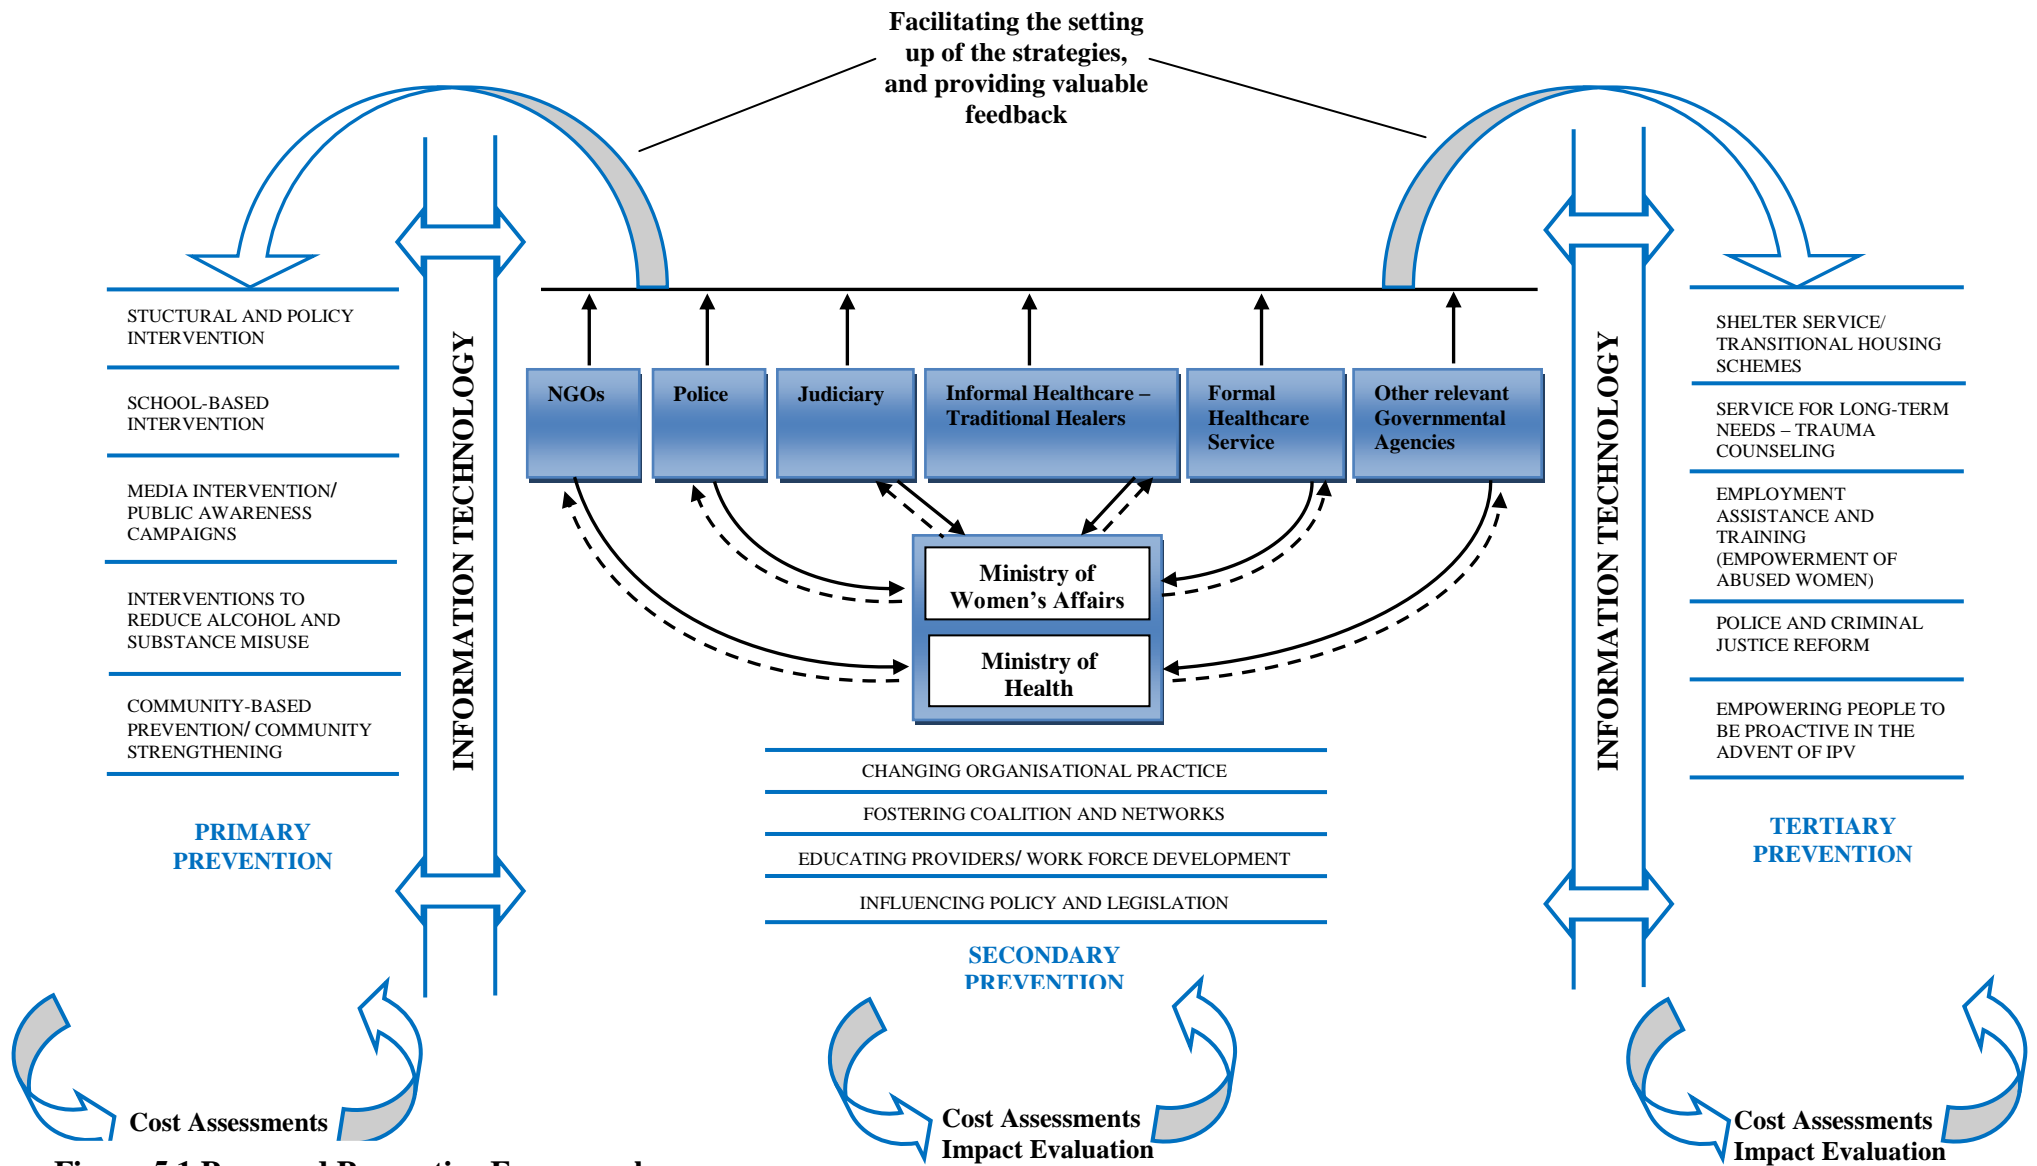 Facilitating the setting
up of the strategies,
and providing valuable
feedback
STUCTURAL AND POLICY
INTERVENTION
SCHOOL-BASED
INTERVENTION
MEDIA INTERVENTION/
PUBLIC AWARENESS
CAMPAIGNS
INTERVENTIONS TO
REDUCE ALCOHOL AND
SUBSTANCE MISUSE
COMMUNITY-BASED
PREVENTION/ COMMUNITY
STRENGTHENING
PRIMARY
PREVENTION
INFORMATION TECHNOLOGY
NGOs
Police
Judiciary
Informal Healthcare –
Traditional Healers
Formal
Healthcare
Service
Other relevant
Governmental
Agencies
Ministry of
Women’s Affairs
Ministry of
Health
CHANGING ORGANISATIONAL PRACTICE
FOSTERING COALITION AND NETWORKS
EDUCATING PROVIDERS/ WORK FORCE DEVELOPMENT
INFLUENCING POLICY AND LEGISLATION
SECONDARY
PREVENTION
INFORMATION TECHNOLOGY
SHELTER SERVICE/
TRANSITIONAL HOUSING
SCHEMES
SERVICE FOR LONG-TERM
NEEDS – TRAUMA
COUNSELING
EMPLOYMENT
ASSISTANCE AND
TRAINING
(EMPOWERMENT OF
ABUSED WOMEN)
POLICE AND CRIMINAL
JUSTICE REFORM
EMPOWERING PEOPLE TO
BE PROACTIVE IN THE
ADVENT OF IPV
TERTIARY
PREVENTION
Cost Assessments
Cost Assessments
Impact Evaluation
Cost Assessments
Impact Evaluation